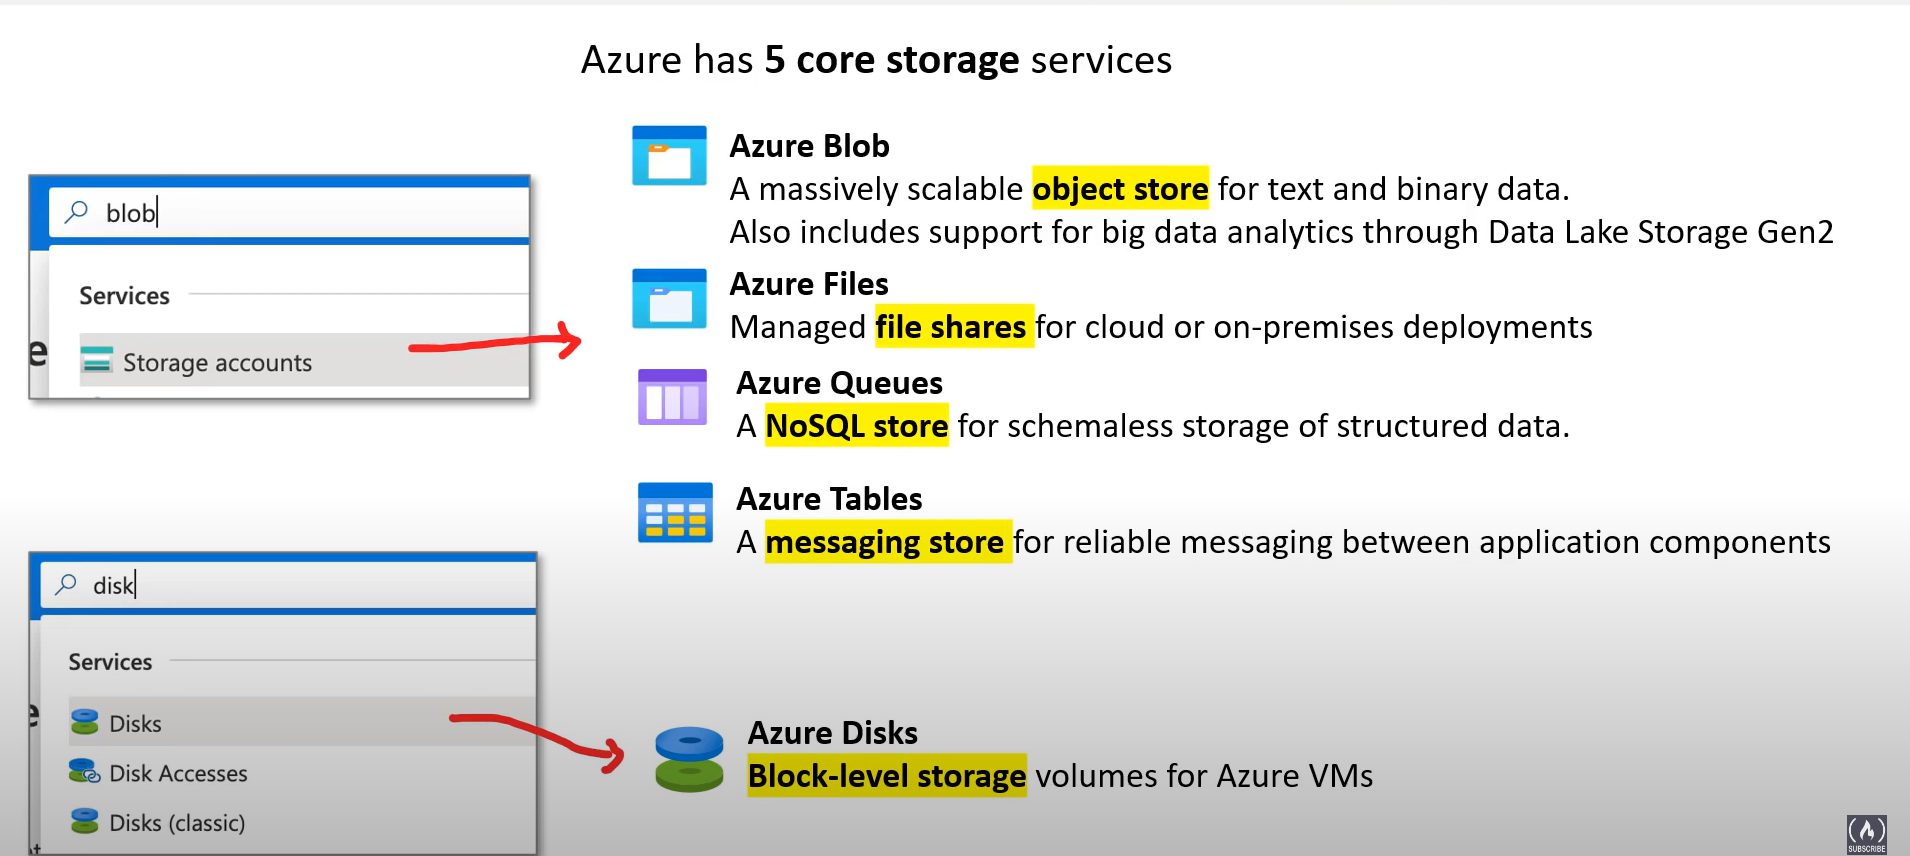 Azure has 5 core storage services
blob
Services
Storage accounts
e
Azure Blob
A massively scalable object store for text and binary data.
Also includes support for big data analytics through Data Lake Storage Gen2
Azure Files
Managed file shares for cloud or on-premises deployments
Azure Queues
A NoSQL store for schemaless storage of structured data.
Azure Tables
A messaging store for reliable messaging between application components
disk
Services
Disks
Disk Accesses
Disks (classic)
e
Azure Disks
Block-level storage volumes for Azure VMs
SUBSCRIBE